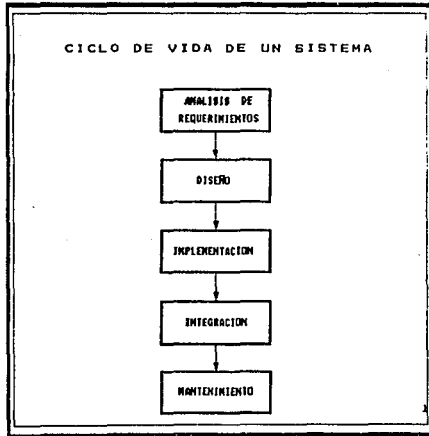 CICLO DE VIDA DE UN SISTEMA
ANALISIS DE
REQUERIMIENTOS
DISEÑO
IMPLEMENTACION
INTEGRACION
MANTENIMIENTO